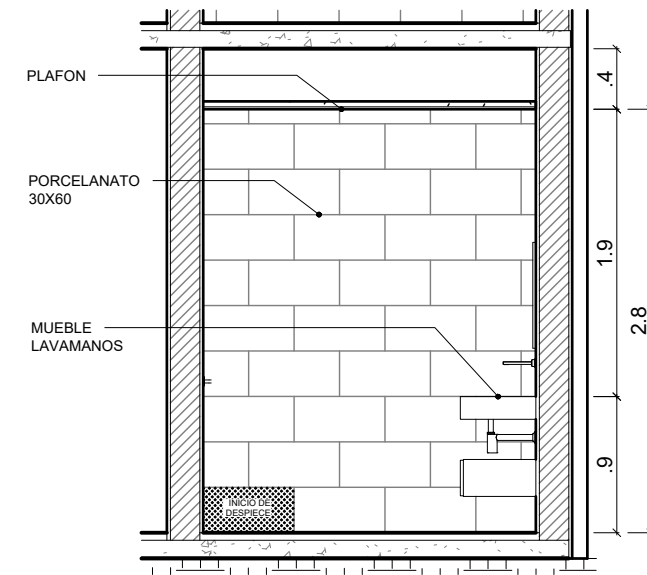 PLAFON
.4
PORCELANATO
30X60
1.9
2.8
MUEBLE
LAVAMANOS
.9
INICIO DE
DESPIECE